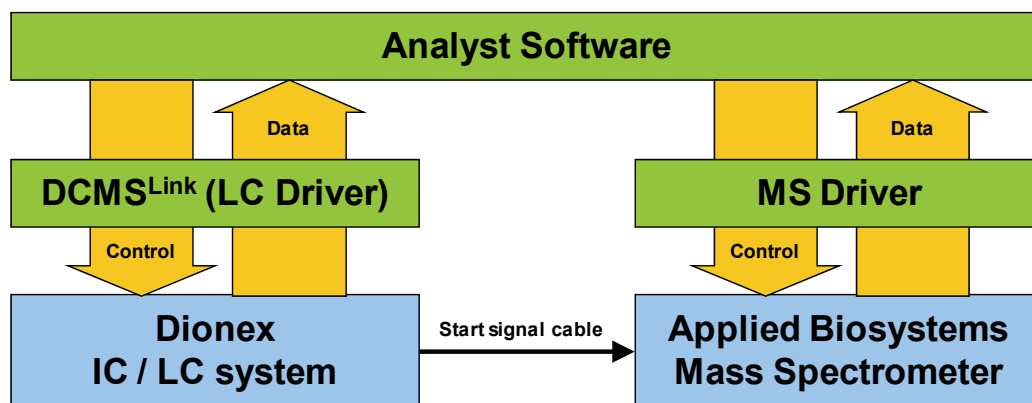 Analyst Software
Data
Data
DCMSLink (LC Driver)
MS Driver
Control
Control
Dionex
IC / LC system
Start signal cable
Applied Biosystems
Mass Spectrometer